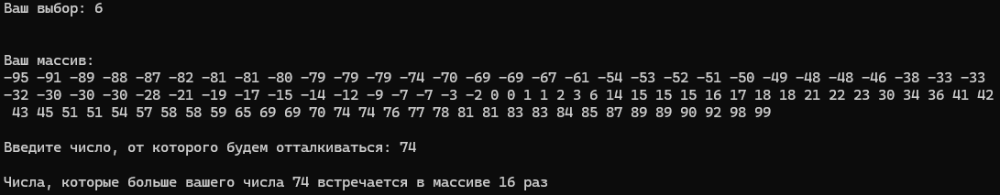 Ваш выбор: 6
Ваш массив:
-95 -91 -89 -88 -87 -82 -81 -81 -80 -79 -79 -79 -74 -70 -69 -69 -67 -61 -54 -53 -52 -51 -50 -49 -48 -48 -46 -38 -33 -33
-32 -30 -30 -30 -28 -21 -19 -17 -15 -14 -12 -9 -7 -7 -3 -2 0 0 1 1 2 3 6 14 15 15 15 16 17 18 18 21 22 23 30 34 36 41 42
43 45 51 51 54 57 58 58 59 65 69 69 70 74 74 76 77 78 81 81 83 83 84 85 87 89 89 90 92 98 99
Введите число, от которого будем отталкиваться: 74
Числа, которые больше вашего числа 74 встречается в массиве 16 раз